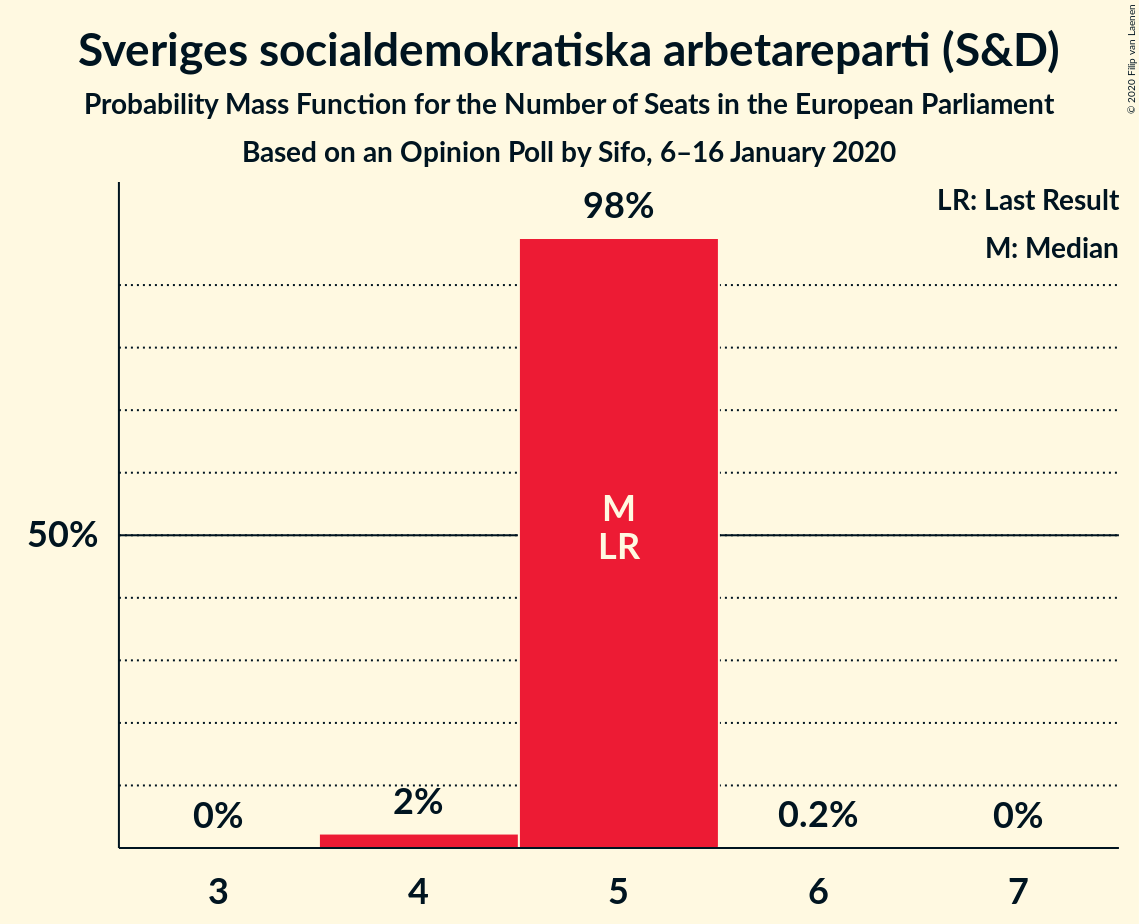 Sveriges socialdemokratiska arbetareparti (S&D)
Probability Mass Function for the Number of Seats in the European Parliament
Based on an Opinion Poll by Sifo, 6–16 January 2020
© 2020 Filip van Laenen
LR: Last Result
M: Median
98%
50%
M
LR
0%
2%
0.2%
0%
3 4 5 6 7